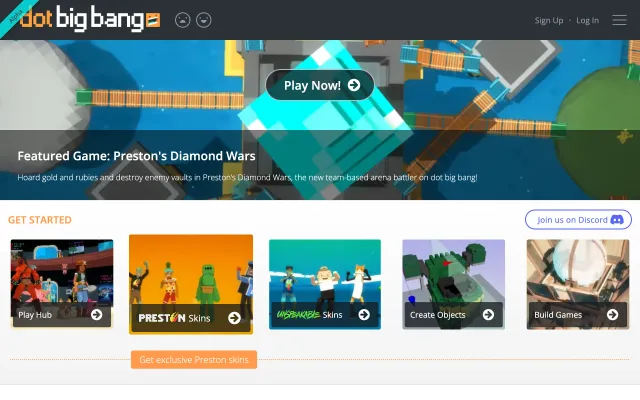 Alpha
dot big bang
Sign Up · Log In
Play Now!
Featured Game: Preston's Diamond Wars
Hoard gold and rubies and destroy enemy vaults in Preston's Diamond Wars, the new team-based arena battler on dot big bang!
GET STARTED
Join us on Discord
Play Hub
PRESTON Skins
UNSPEAKABLE Skins
Create Objects
Build Games
Get exclusive Preston skins.